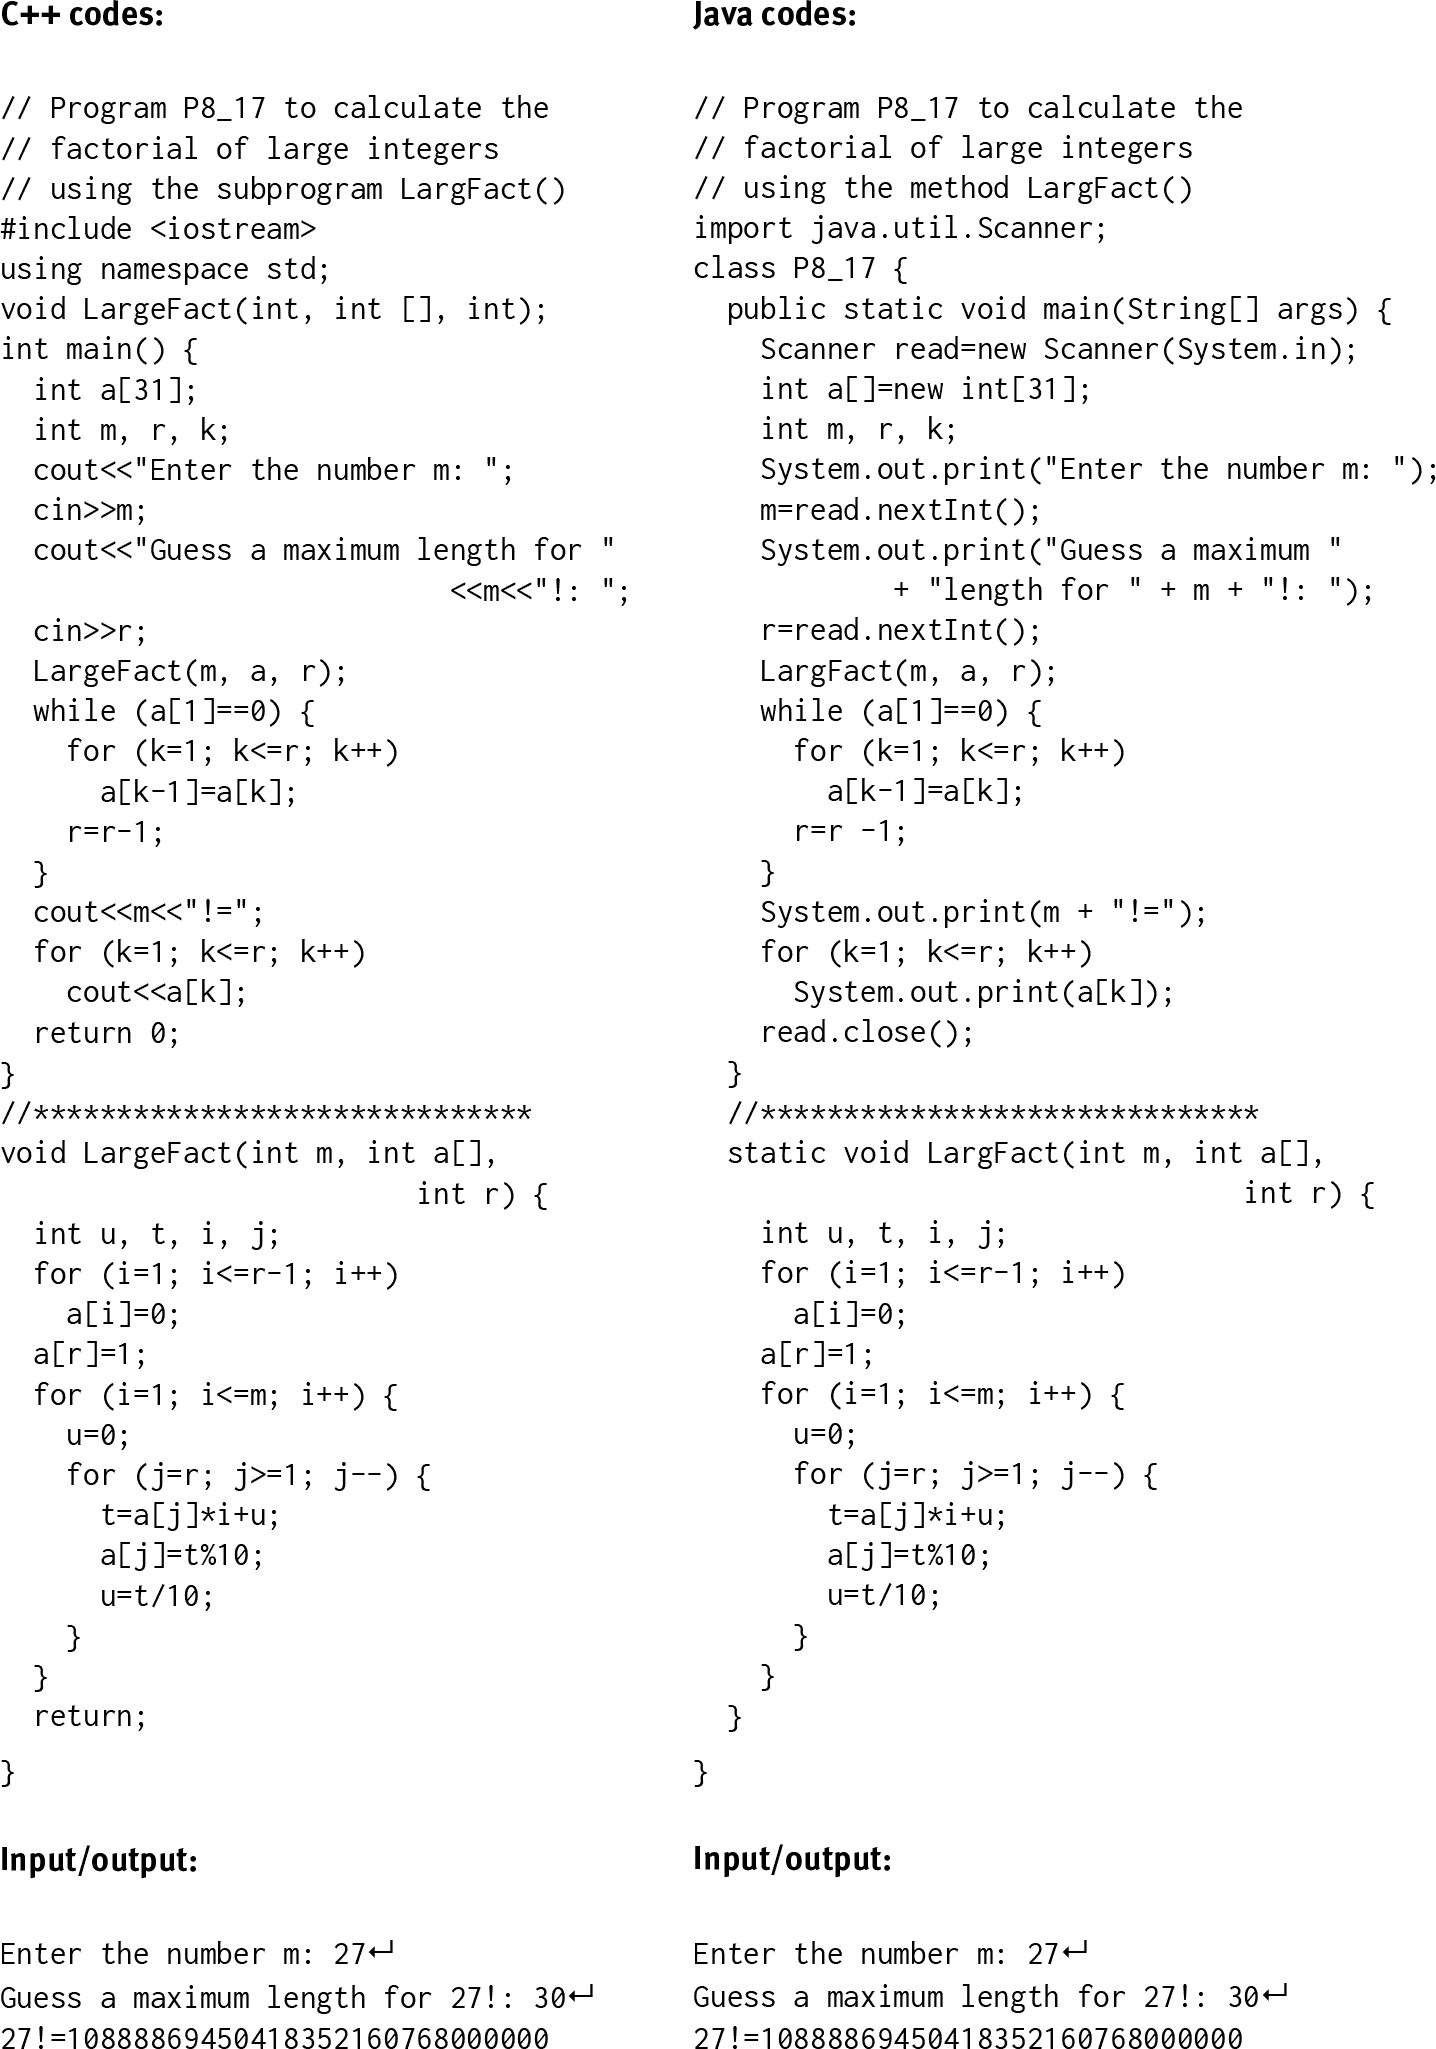 C++ codes:
// Program P8_17 to calculate the
// factorial of large integers
// using the subprogram LargFact()
#include <iostream>
using namespace std;
void LargeFact(int, int [], int);
int main() {
  int a[31];
  int m, r, k;
  cout<<"Enter the number m: ";
  cin>>m;
  cout<<"Guess a maximum length for "
                           <<m<<"!: ";
  cin>>r;
  LargeFact(m, a, r);
  while (a[1]==0) {
    for (k=1; k<=r; k++)
      a[k-1]=a[k];
    r=r-1;
  }
  cout<<m<<"!=";
  for (k=1; k<=r; k++)
    cout<<a[k];
  return 0;
}
//******************************
void LargeFact(int m, int a[],
                         int r) {
  int u, t, i, j;
  for (i=1; i<=r-1; i++)
    a[i]=0;
  a[r]=1;
  for (i=1; i<=m; i++) {
    u=0;
    for (j=r; j>=1; j--) {
      t=a[j]*i+u;
      a[j]=t%10;
      u=t/10;
    }
  }
  return;
}
Input/output:
Enter the number m: 27↵
Guess a maximum length for 27!: 30↵
27!=10888869450418352160768000000
Java codes:
// Program P8_17 to calculate the
// factorial of large integers
// using the method LargFact()
import java.util.Scanner;
class P8_17 {
  public static void main(String[] args) {
    Scanner read=new Scanner(System.in);
    int a[]=new int[31];
    int m, r, k;
    System.out.print("Enter the number m: ");
    m=read.nextInt();
    System.out.print("Guess a maximum "
            + "length for " + m + "!: ");
    r=read.nextInt();
    LargFact(m, a, r);
    while (a[1]==0) {
      for (k=1; k<=r; k++)
        a[k-1]=a[k];
      r=r -1;
    }
    System.out.print(m + "!=");
    for (k=1; k<=r; k++)
      System.out.print(a[k]);
    read.close();
  }
  //******************************
  static void LargFact(int m, int a[],
                                 int r) {
    int u, t, i, j;
    for (i=1; i<=r-1; i++)
      a[i]=0;
    a[r]=1;
    for (i=1; i<=m; i++) {
      u=0;
      for (j=r; j>=1; j--) {
        t=a[j]*i+u;
        a[j]=t%10;
        u=t/10;
      }
    }
  }
}
Input/output:
Enter the number m: 27↵
Guess a maximum length for 27!: 30↵
27!=10888869450418352160768000000